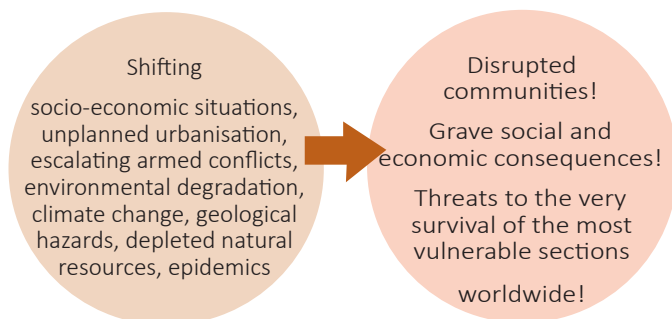 Shifting
socio-economic situations,
unplanned urbanisation,
escalating armed conflicts,
environmental degradation,
climate change, geological
hazards, depleted natural
resources, epidemics
Disrupted
communities!
Grave social and
economic consequences!
Threats to the very
survival of the most
vulnerable sections
worldwide!